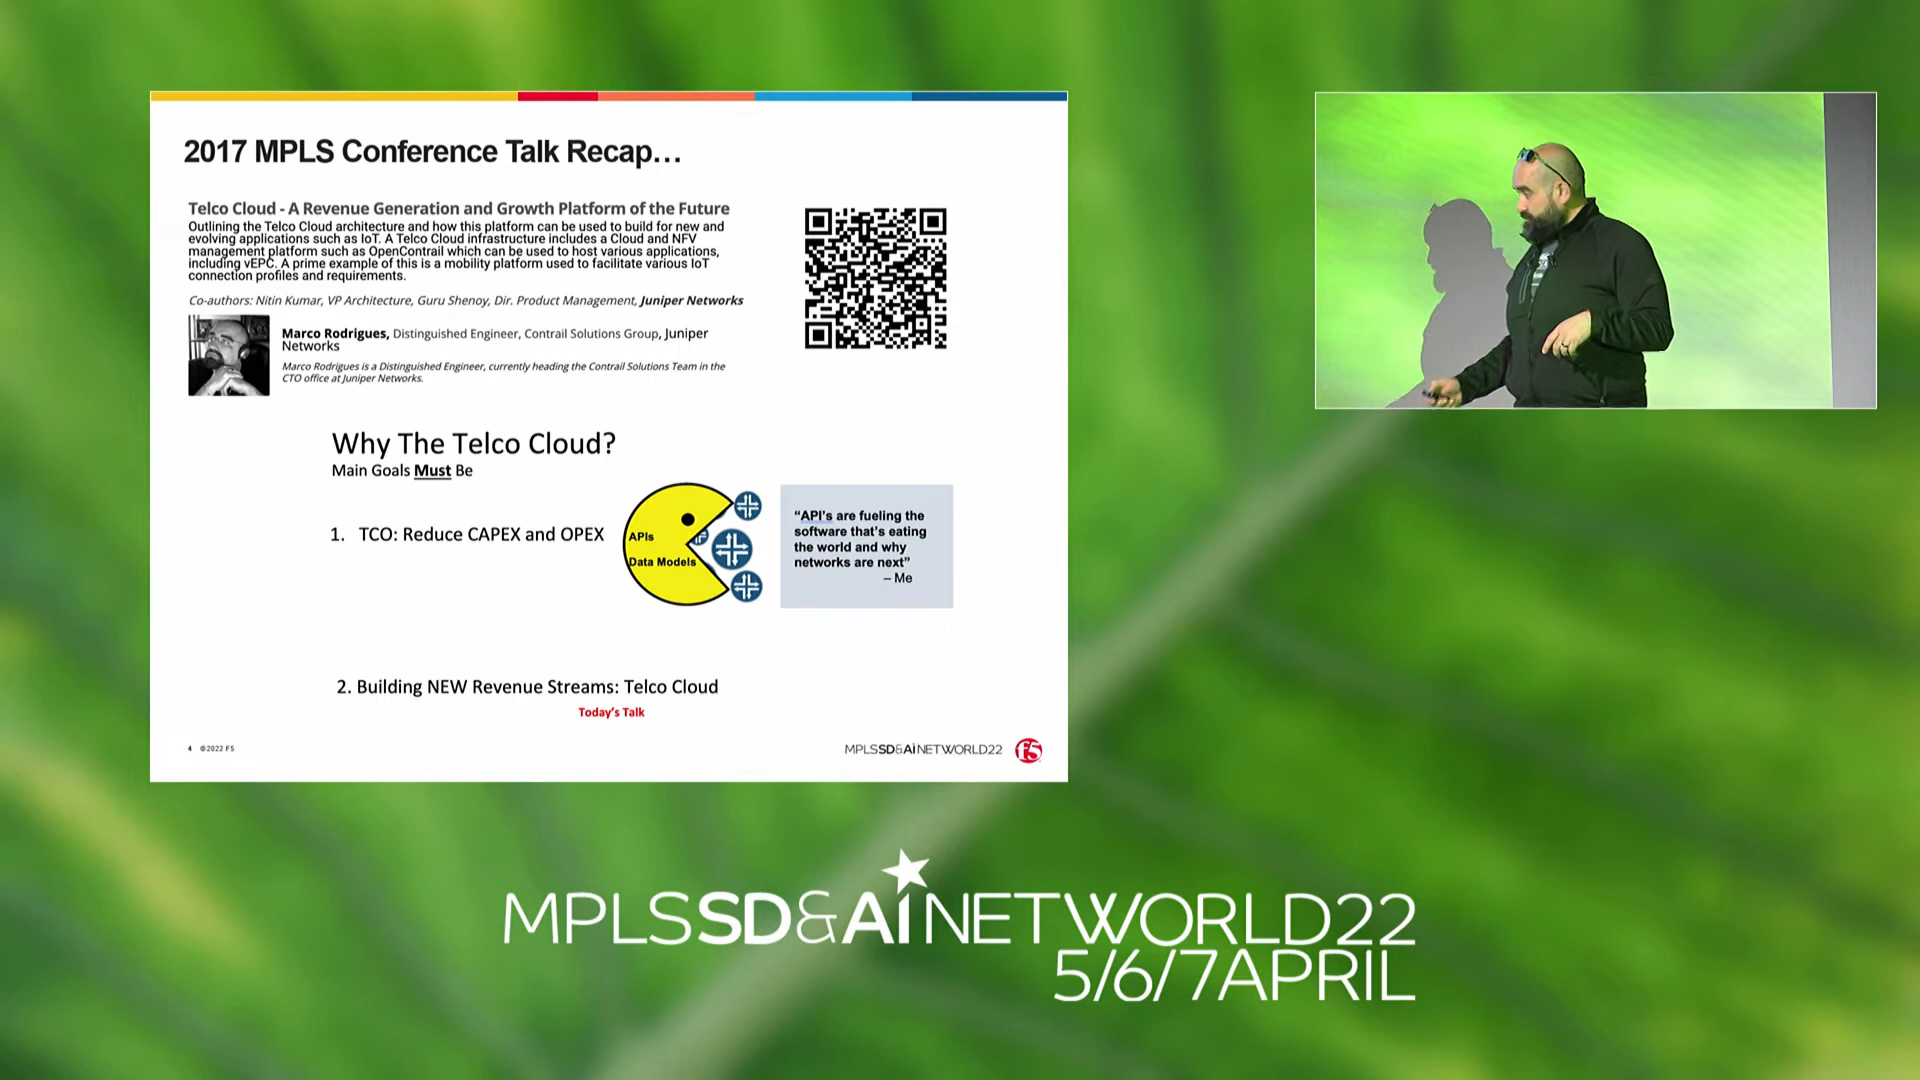 2017 MPLS Conference Talk Recap…
Telco Cloud - A Revenue Generation and Growth Platform of the Future
Outlining the Telco Cloud architecture and how this platform can be used to build for new and
evolving applications such as IoT. A Telco Cloud infrastructure includes a Cloud and NFV
management platform such as OpenContrail which can be used to host various applications,
including vEPC. A prime example of this is a mobility platform used to facilitate various IoT
connection profiles and requirements.
Co-authors: Nitin Kumar, VP Architecture, Guru Shenoy, Dir. Product Management, Juniper Networks
Marco Rodrigues, Distinguished Engineer, Contrail Solutions Group, Juniper
Networks
Marco Rodrigues is a Distinguished Engineer, currently heading the Contrail Solutions Team in the
CTO office at Juniper Networks.
Why The Telco Cloud?
Main Goals Must Be
1. TCO: Reduce CAPEX and OPEX
APIs
Data Models
“API’s are fueling the
software that’s eating
the world and why
networks are next”
– Me
2. Building NEW Revenue Streams: Telco Cloud
Today’s Talk
4 ©2022 F5
MPLSSD&AiNETWORLD22
f5
MPLSSD&AiNETWORLD22
5/6/7APRIL